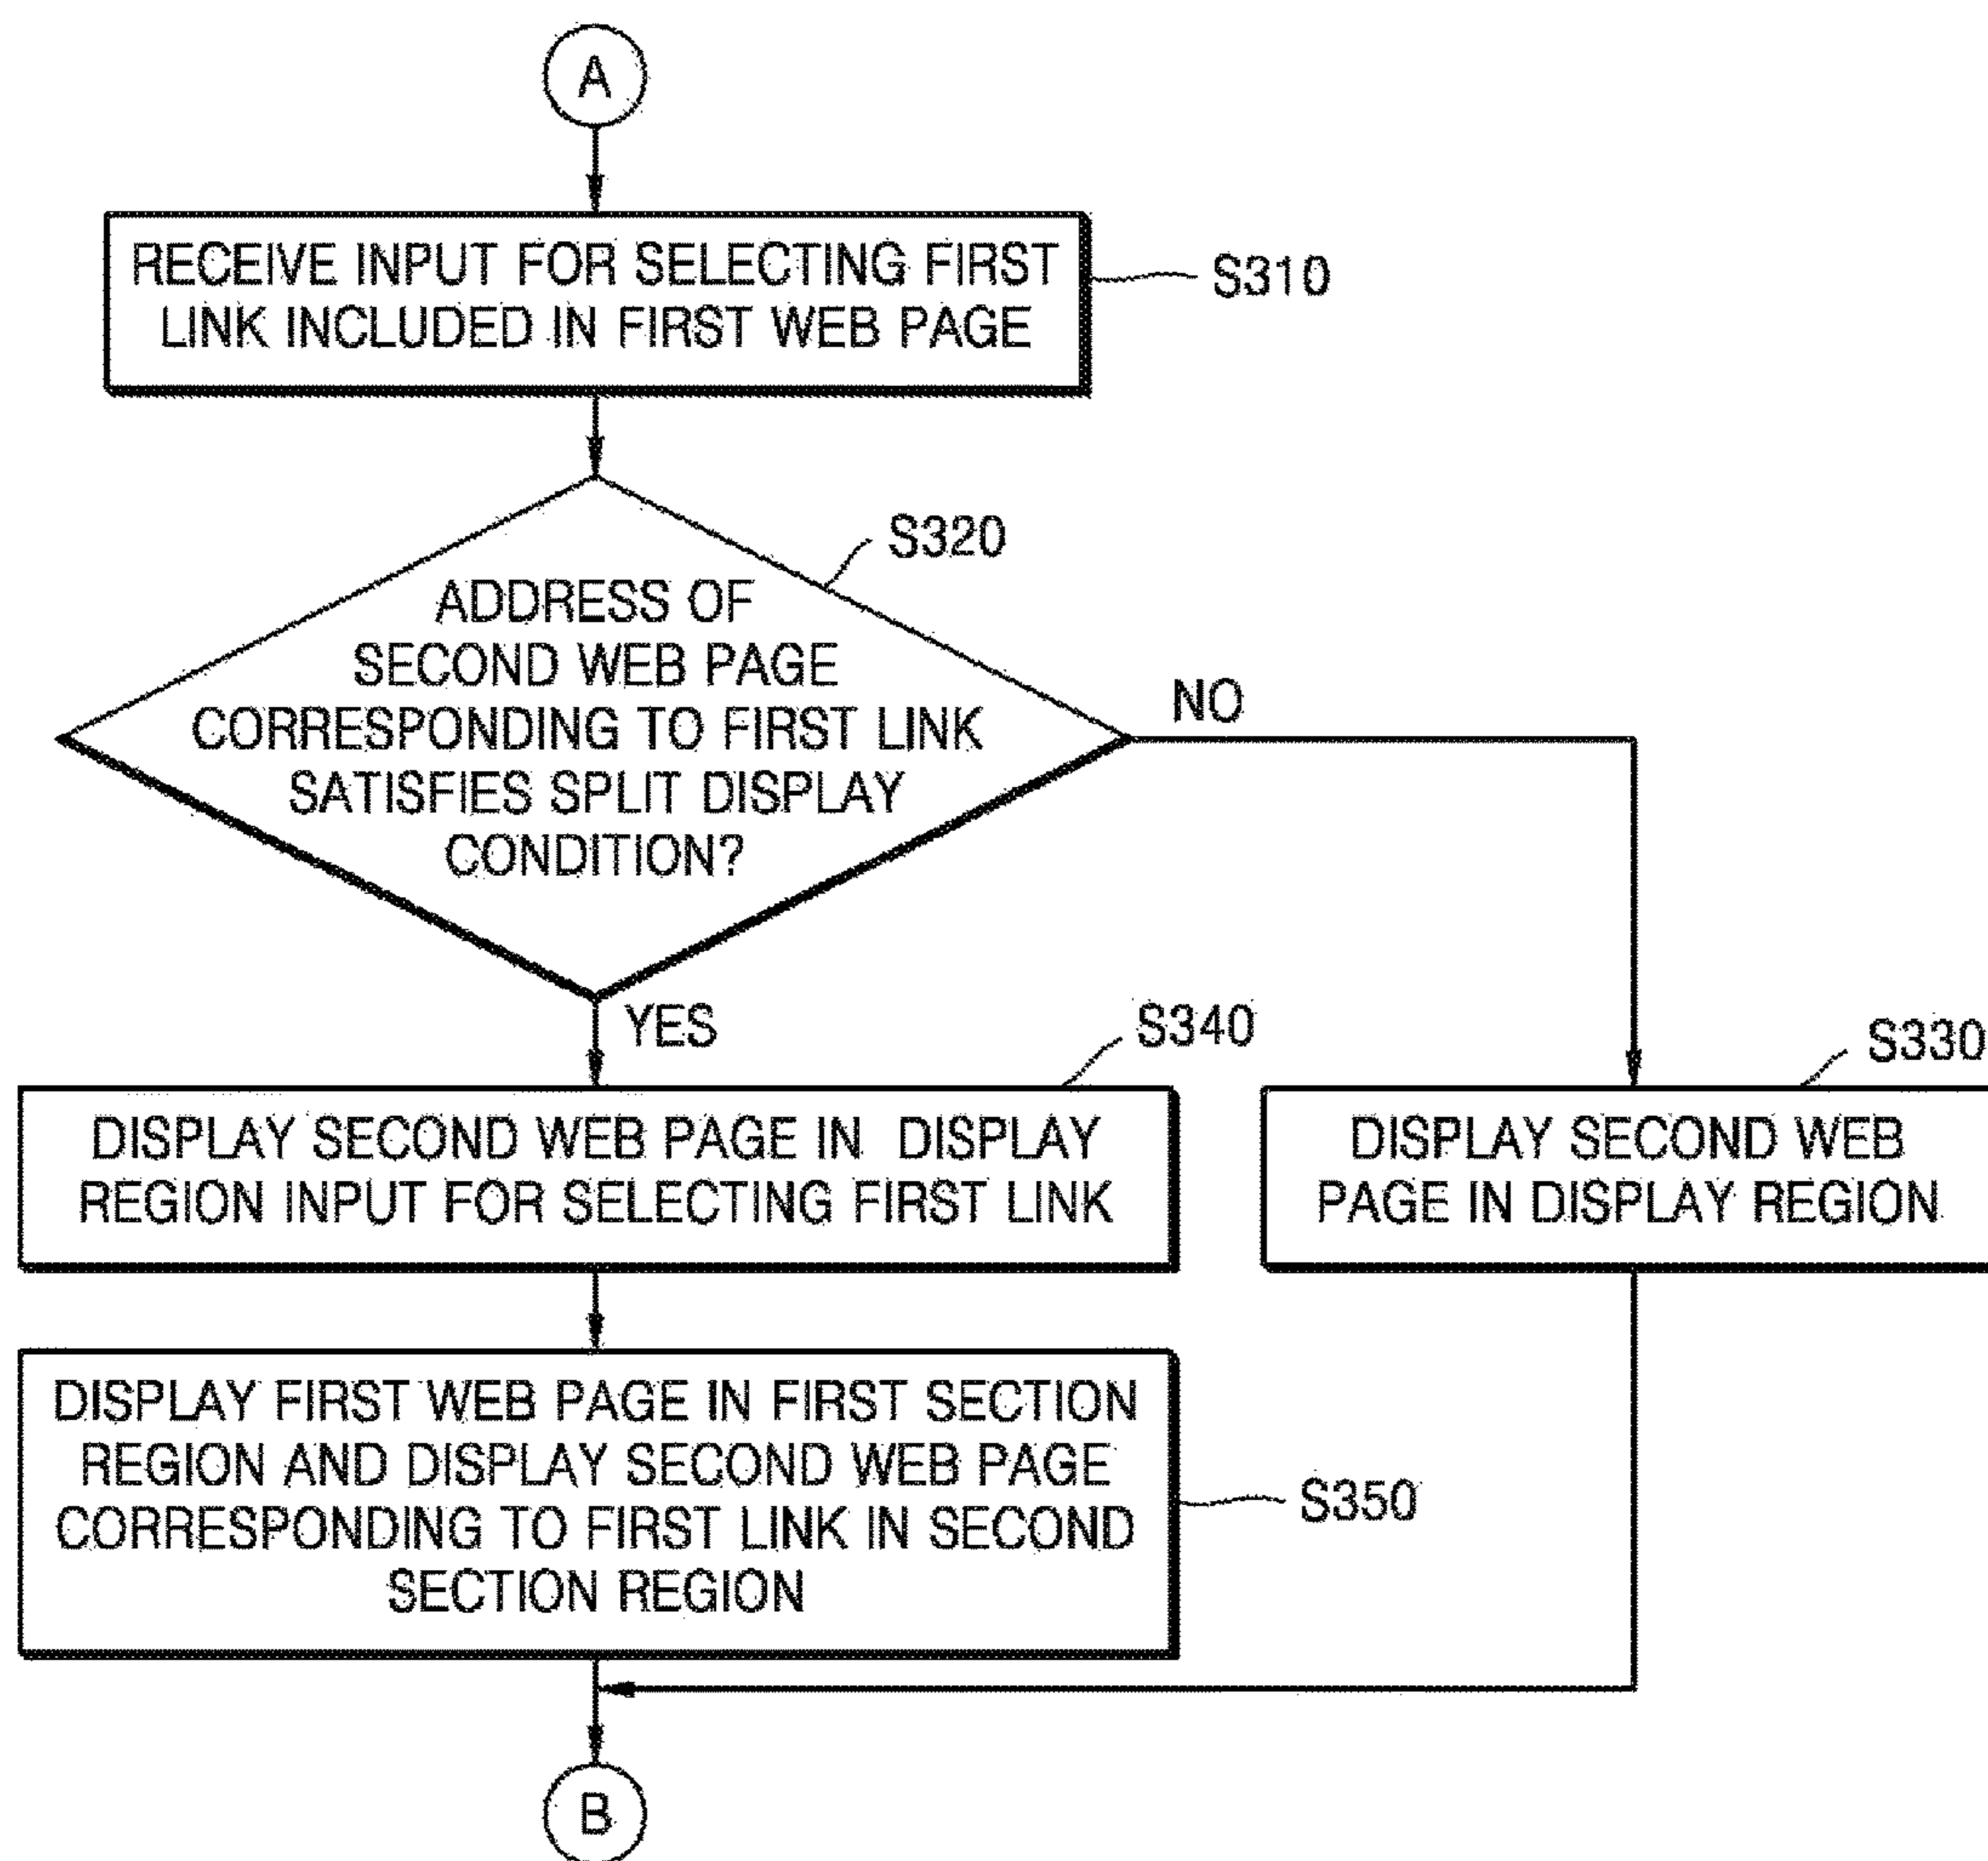 A
RECEIVE INPUT FOR SELECTING FIRST
LINK INCLUDED IN FIRST WEB PAGE
S310
S320
ADDRESS OF
SECOND WEB PAGE
CORRESPONDING TO FIRST LINK
SATISFIES SPLIT DISPLAY
CONDITION?
NO
YES
S340
S330
DISPLAY SECOND WEB PAGE IN DISPLAY
REGION INPUT FOR SELECTING FIRST LINK
DISPLAY SECOND WEB
PAGE IN DISPLAY REGION
DISPLAY FIRST WEB PAGE IN FIRST SECTION
REGION AND DISPLAY SECOND WEB PAGE
CORRESPONDING TO FIRST LINK IN SECOND
SECTION REGION
S350
B